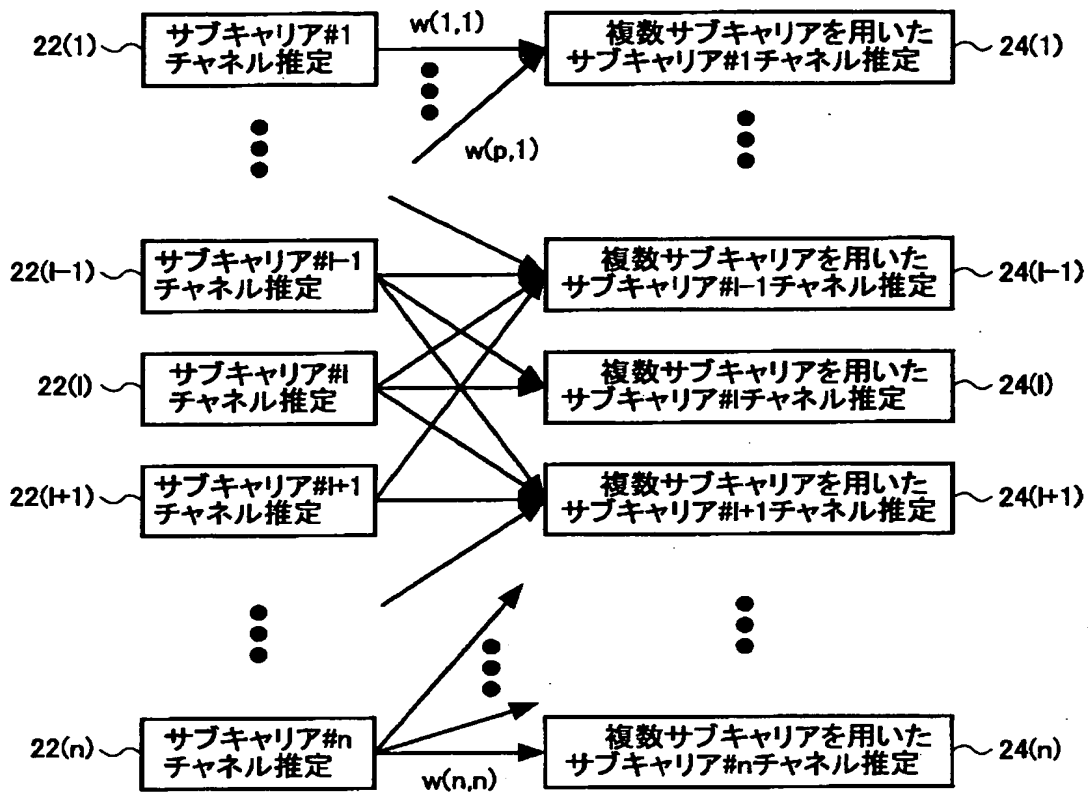 22(1)
サブキャリア#1
チャネル推定
w(1,1)
w(p,1)
複数サブキャリアを用いた
サブキャリア#1チャネル推定
24(1)
22(l−1)
サブキャリア#l−1
チャネル推定
複数サブキャリアを用いた
サブキャリア#l−1チャネル推定
24(l−1)
22(l)
サブキャリア#l
チャネル推定
複数サブキャリアを用いた
サブキャリア#lチャネル推定
24(l)
22(l+1)
サブキャリア#l+1
チャネル推定
複数サブキャリアを用いた
サブキャリア#l+1チャネル推定
24(l+1)
22(n)
サブキャリア#n
チャネル推定
w(n,n)
複数サブキャリアを用いた
サブキャリア#nチャネル推定
24(n)